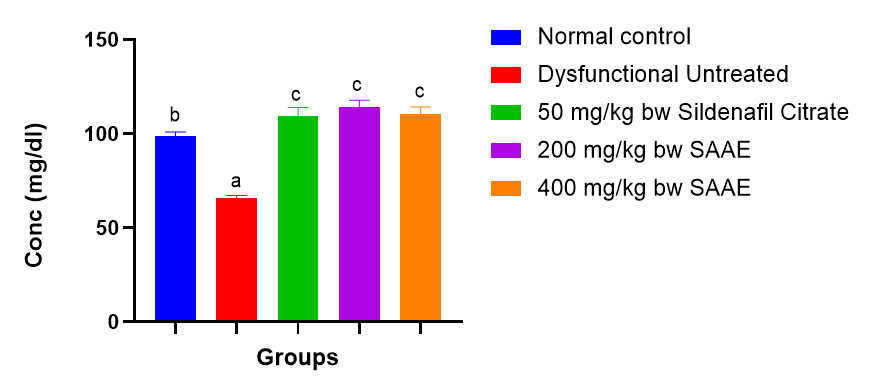 150
100
50
0
Conc (mg/dl)
b
a
c
c
c
Groups
Normal control
Dysfunctional Untreated
50 mg/kg bw Sildenafil Citrate
200 mg/kg bw SAAE
400 mg/kg bw SAAE